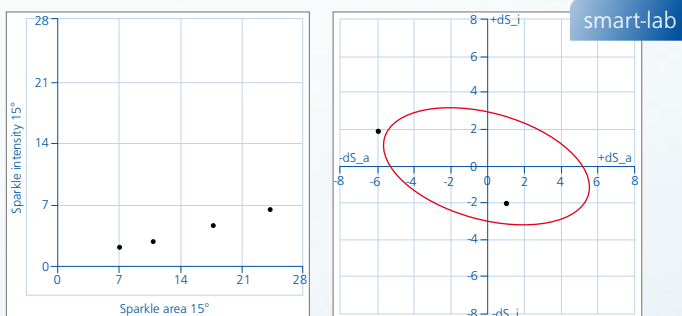 smart-lab
28
21
14
7
0
0 7 14 21 28
Sparkle intensity 15°
Sparkle area 15°
+dS_i
8
6
4
2
0
-2
-4
-6
-8
-dS_i
-dS_a
+dS_a
-8 -6 -4 -2 0 2 4 6 8